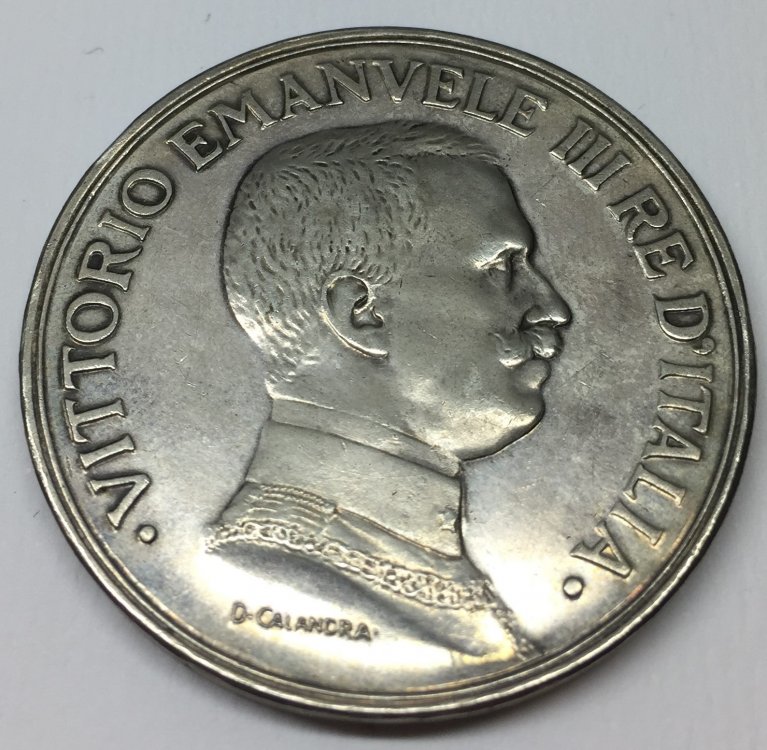 · VITTORIO EMANVELE III RE D'ITALIA ·
D-CALANDRA·